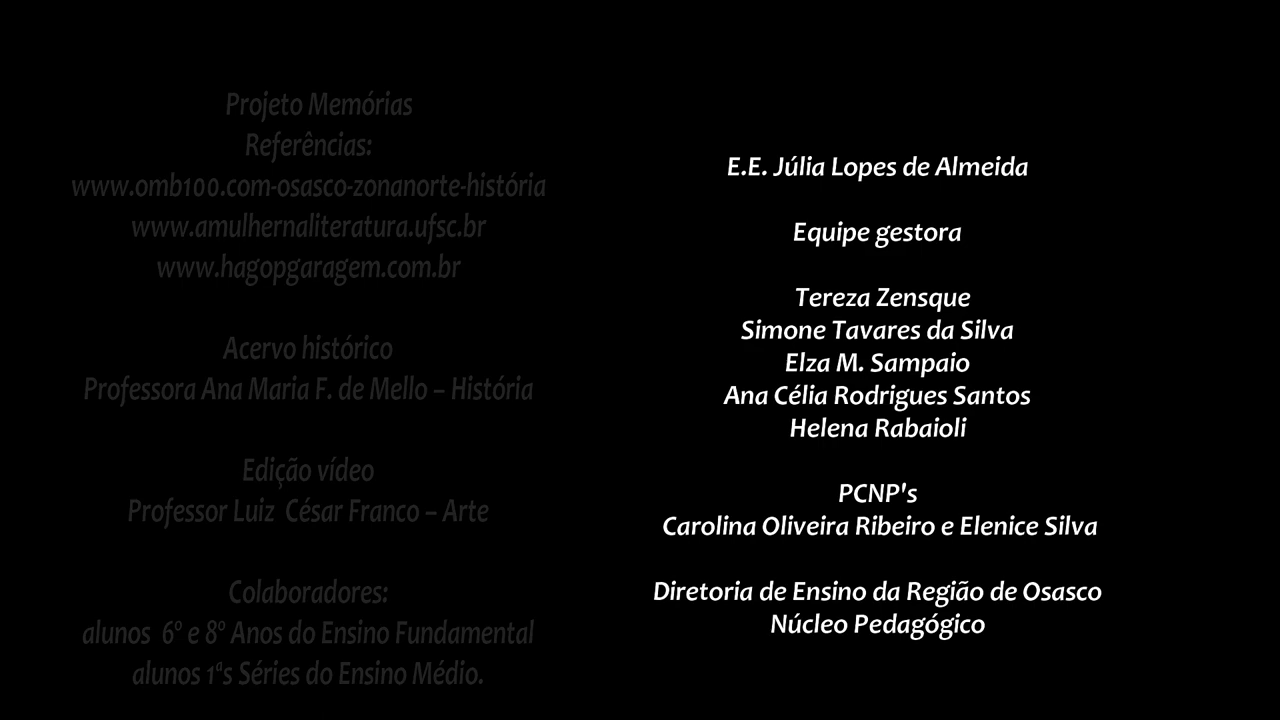 Projeto Memórias
Referências:
www.omb100.com-osasco-zonanorte-história
www.amulhernaliteratura.ufsc.br
www.hagopgaragem.com.br
Acervo histórico
Professora Ana Maria F. de Mello – História
Edição vídeo
Professor Luiz César Franco – Arte
Colaboradores:
alunos 6º e 8º Anos do Ensino Fundamental
alunos 1ªs Séries do Ensino Médio.
E.E. Júlia Lopes de Almeida
Equipe gestora
Tereza Zensque
Simone Tavares da Silva
Elza M. Sampaio
Ana Célia Rodrigues Santos
Helena Rabaioli
PCNP's
Carolina Oliveira Ribeiro e Elenice Silva
Diretoria de Ensino da Região de Osasco
Núcleo Pedagógico